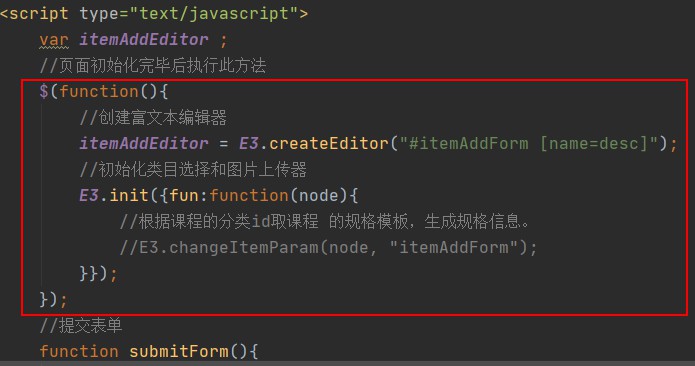 <script type="text/javascript">
var itemAddEditor ;
//页面初始化完毕后执行此方法
$(function(){
//创建富文本编辑器
itemAddEditor = E3.createEditor("#itemAddForm [name=desc]");
//初始化类目选择和图片上传器
E3.init({fun:function(node){
//根据课程的分类id取课程 的规格模板，生成规格信息。
//E3.changeItemParam(node, "itemAddForm");
}});
});
//提交表单
function submitForm(){